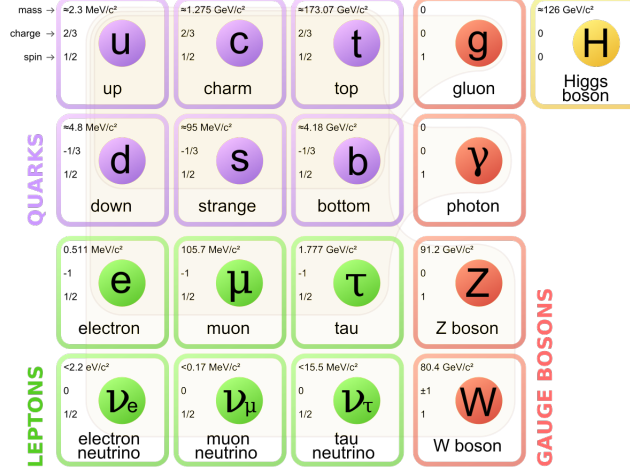 mass → ≈2.3 MeV/c²
charge → 2/3
spin → 1/2
u
up
≈1.275 GeV/c²
2/3
1/2
c
charm
≈173.07 GeV/c²
2/3
1/2
t
top
0
0
1
g
gluon
≈126 GeV/c²
0
0
H
Higgs
boson
QUARKS
≈4.8 MeV/c²
-1/3
1/2
d
down
≈95 MeV/c²
-1/3
1/2
s
strange
≈4.18 GeV/c²
-1/3
1/2
b
bottom
0
0
1
γ
photon
LEPTONS
0.511 MeV/c²
-1
1/2
e
electron
105.7 MeV/c²
-1
1/2
μ
muon
1.777 GeV/c²
-1
1/2
τ
tau
91.2 GeV/c²
0
1
Z
Z boson
GAUGE BOSONS
<2.2 eV/c²
0
1/2
νe
electron
neutrino
<0.17 MeV/c²
0
1/2
νμ
muon
neutrino
<15.5 MeV/c²
0
1/2
ντ
tau
neutrino
80.4 GeV/c²
±1
1
W
W boson